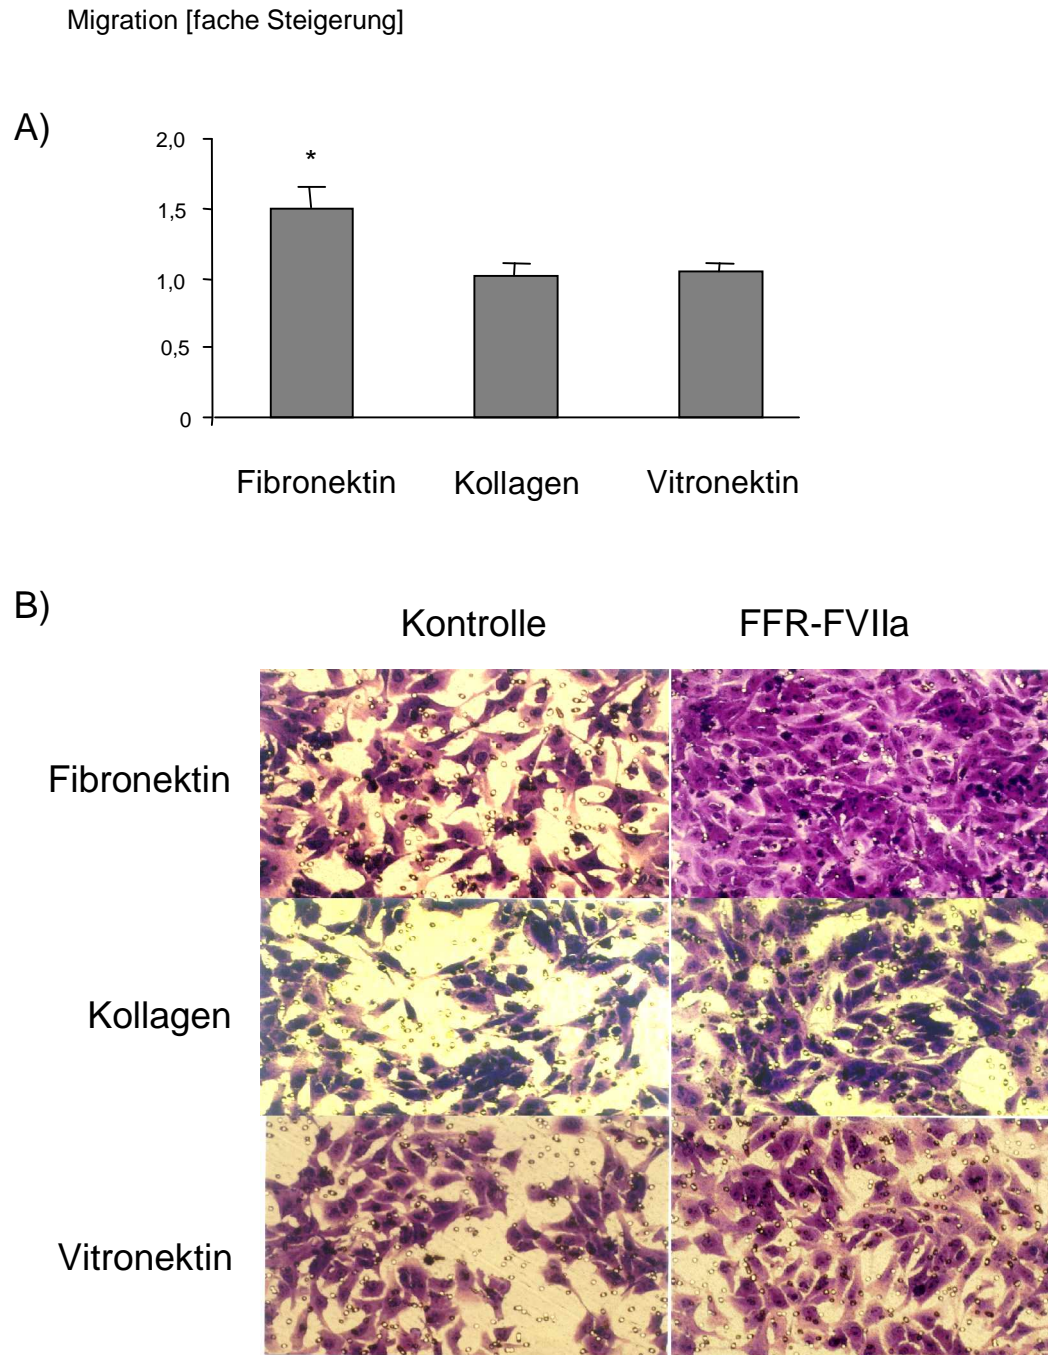 Migration [fache Steigerung]
A)
2,0
*
1,5
1,0
0,5
0
Fibronektin Kollagen Vitronektin
B)
Kontrolle FFR-FVIIa
Fibronektin
Kollagen
Vitronektin